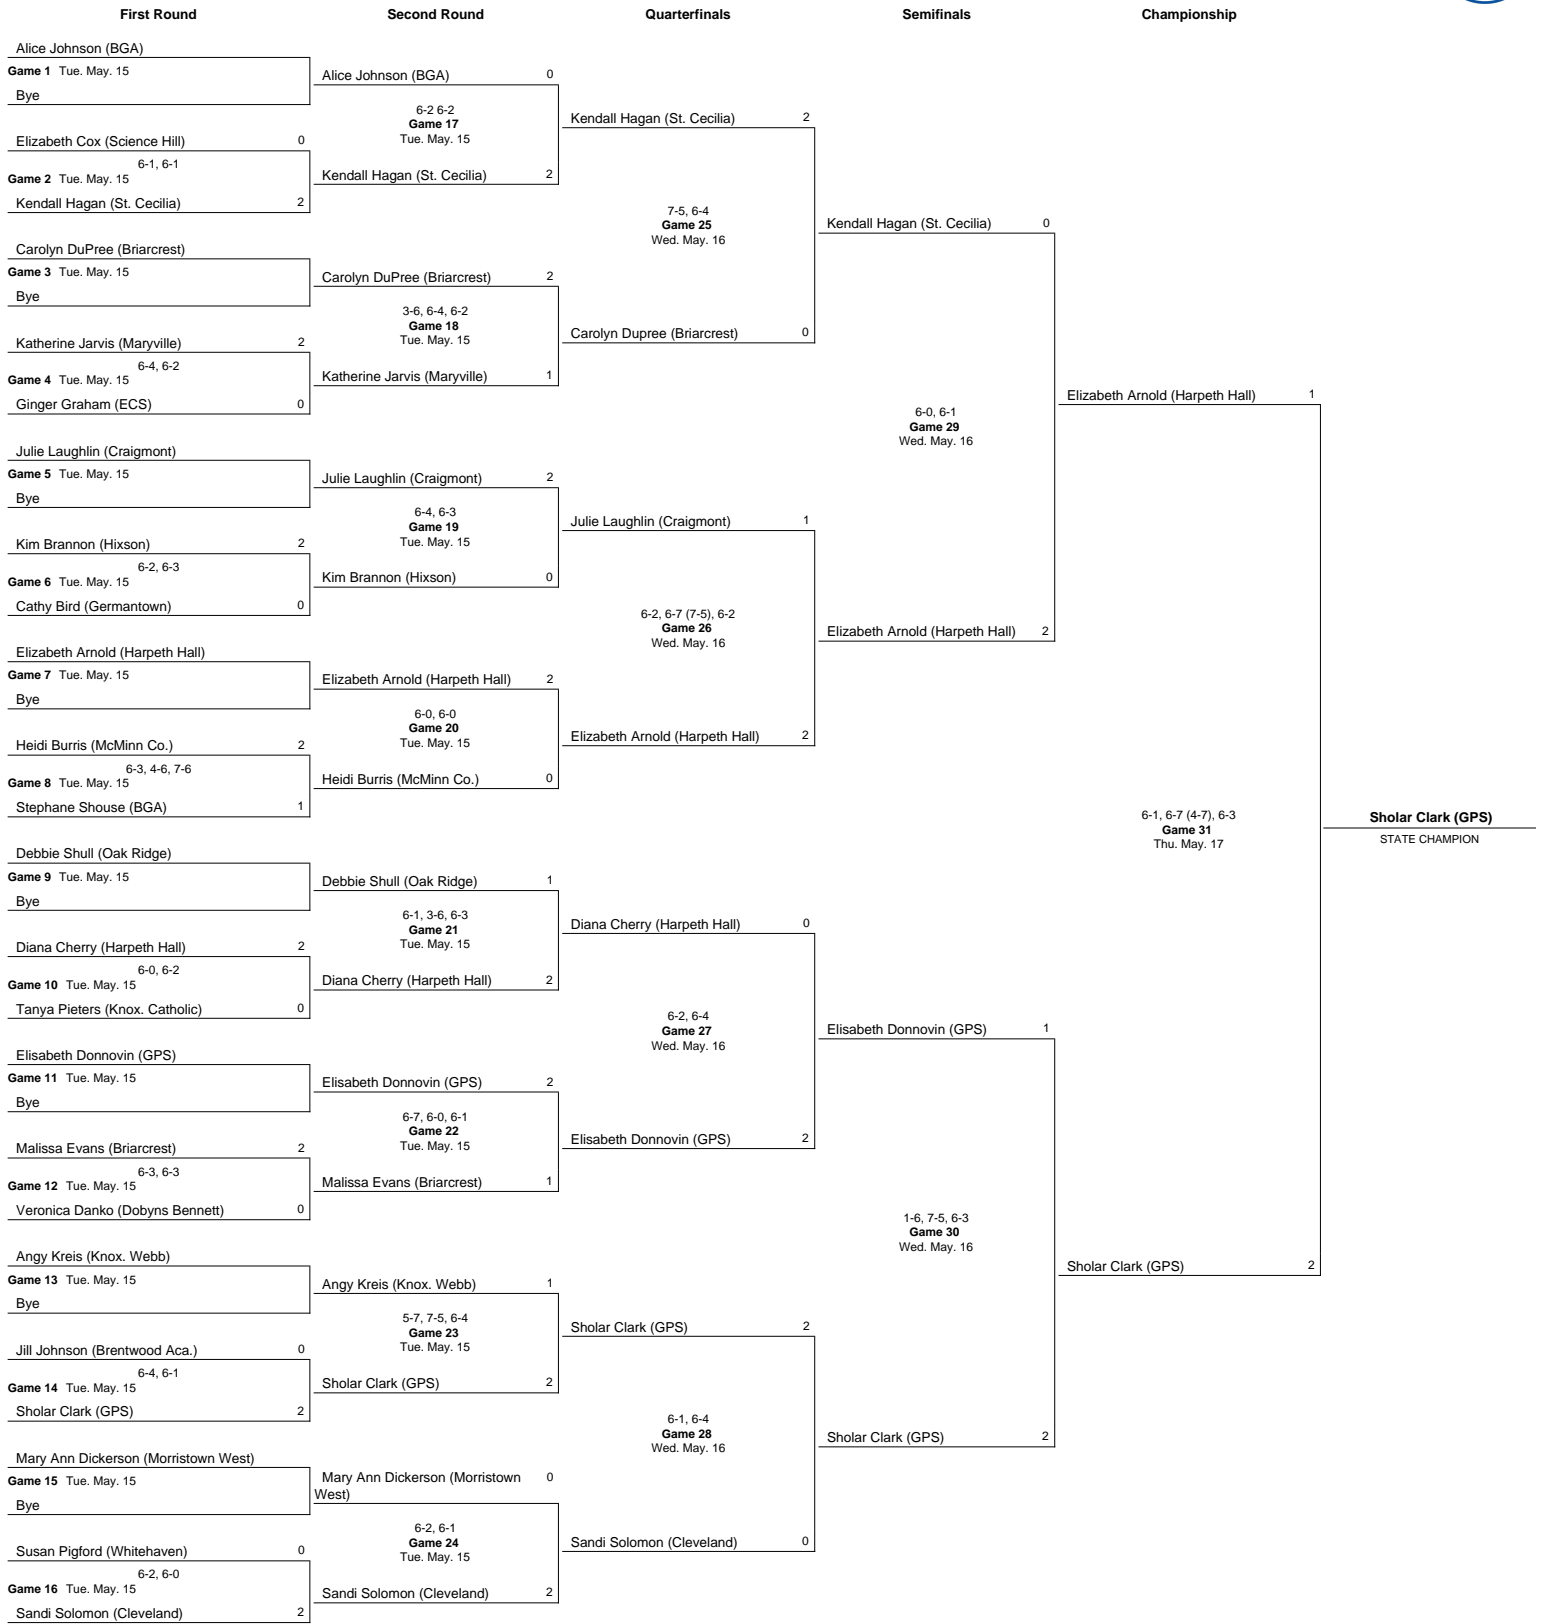 First Round
Second Round
Quarterfinals
Semifinals
Championship
Alice Johnson (BGA)
Game 1 Tue. May. 15
Bye
Elizabeth Cox (Science Hill) 0
6-1, 6-1
Game 2 Tue. May. 15
Kendall Hagan (St. Cecilia) 2
Carolyn DuPree (Briarcrest)
Game 3 Tue. May. 15
Bye
Katherine Jarvis (Maryville) 2
6-4, 6-2
Game 4 Tue. May. 15
Ginger Graham (ECS) 0
Julie Laughlin (Craigmont)
Game 5 Tue. May. 15
Bye
Kim Brannon (Hixson) 2
6-2, 6-3
Game 6 Tue. May. 15
Cathy Bird (Germantown) 0
Elizabeth Arnold (Harpeth Hall)
Game 7 Tue. May. 15
Bye
Heidi Burris (McMinn Co.) 2
6-3, 4-6, 7-6
Game 8 Tue. May. 15
Stephane Shouse (BGA) 1
Debbie Shull (Oak Ridge)
Game 9 Tue. May. 15
Bye
Diana Cherry (Harpeth Hall) 2
6-0, 6-2
Game 10 Tue. May. 15
Tanya Pieters (Knox. Catholic) 0
Elisabeth Donnovin (GPS)
Game 11 Tue. May. 15
Bye
Malissa Evans (Briarcrest) 2
6-3, 6-3
Game 12 Tue. May. 15
Veronica Danko (Dobyns Bennett) 0
Angy Kreis (Knox. Webb)
Game 13 Tue. May. 15
Bye
Jill Johnson (Brentwood Aca.) 0
6-4, 6-1
Game 14 Tue. May. 15
Sholar Clark (GPS) 2
Mary Ann Dickerson (Morristown West)
Game 15 Tue. May. 15
Bye
Susan Pigford (Whitehaven) 0
6-2, 6-0
Game 16 Tue. May. 15
Sandi Solomon (Cleveland) 2
Alice Johnson (BGA) 0
6-2 6-2
Game 17
Tue. May. 15
Kendall Hagan (St. Cecilia) 2
Carolyn DuPree (Briarcrest) 2
3-6, 6-4, 6-2
Game 18
Tue. May. 15
Katherine Jarvis (Maryville) 1
Julie Laughlin (Craigmont) 2
6-4, 6-3
Game 19
Tue. May. 15
Kim Brannon (Hixson) 0
Elizabeth Arnold (Harpeth Hall) 2
6-0, 6-0
Game 20
Tue. May. 15
Heidi Burris (McMinn Co.) 0
Debbie Shull (Oak Ridge) 1
6-1, 3-6, 6-3
Game 21
Tue. May. 15
Diana Cherry (Harpeth Hall) 2
Elisabeth Donnovin (GPS) 2
6-7, 6-0, 6-1
Game 22
Tue. May. 15
Malissa Evans (Briarcrest) 1
Angy Kreis (Knox. Webb) 1
5-7, 7-5, 6-4
Game 23
Tue. May. 15
Sholar Clark (GPS) 2
Mary Ann Dickerson (Morristown 0
West)
6-2, 6-1
Game 24
Tue. May. 15
Sandi Solomon (Cleveland) 2
Kendall Hagan (St. Cecilia) 2
7-5, 6-4
Game 25
Wed. May. 16
Carolyn Dupree (Briarcrest) 0
Julie Laughlin (Craigmont) 1
6-2, 6-7 (7-5), 6-2
Game 26
Wed. May. 16
Elizabeth Arnold (Harpeth Hall) 2
Diana Cherry (Harpeth Hall) 0
6-2, 6-4
Game 27
Wed. May. 16
Elisabeth Donnovin (GPS) 2
Sholar Clark (GPS) 2
6-1, 6-4
Game 28
Wed. May. 16
Sandi Solomon (Cleveland) 0
Kendall Hagan (St. Cecilia) 0
6-0, 6-1
Game 29
Wed. May. 16
Elizabeth Arnold (Harpeth Hall) 2
Elisabeth Donnovin (GPS) 1
1-6, 7-5, 6-3
Game 30
Wed. May. 16
Sholar Clark (GPS) 2
Elizabeth Arnold (Harpeth Hall) 1
6-1, 6-7 (4-7), 6-3
Game 31
Thu. May. 17
Sholar Clark (GPS) 2
Sholar Clark (GPS)
STATE CHAMPION